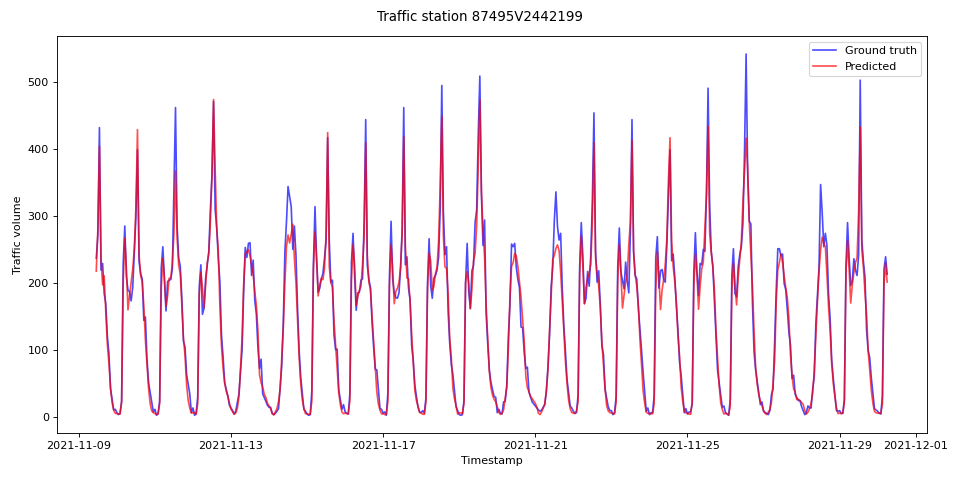 Traffic station 87495V2442199
Ground truth
Predicted
Traffic volume
500
400
300
200
100
0
2021-11-09
2021-11-13
2021-11-17
2021-11-21
2021-11-25
2021-11-29
2021-12-01
Timestamp